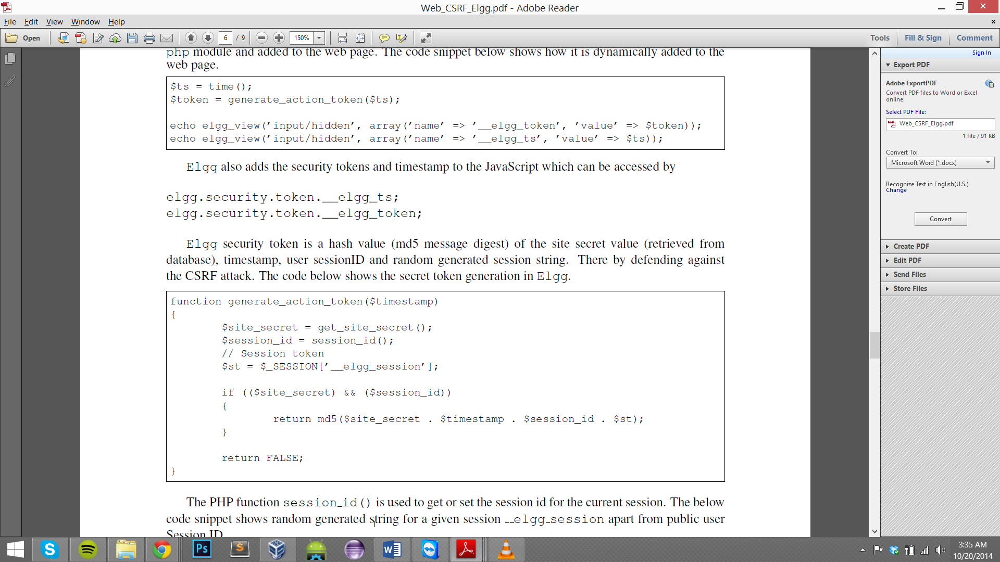 Web_CSRF_Elgg.pdf - Adobe Reader
File Edit View Window Help
Open 6 / 9 150% Tools Fill & Sign Comment
php module and added to the web page. The code snippet below shows how it is dynamically added to the
web page.
$ts = time();
$token = generate_action_token($ts);
echo elgg_view('input/hidden', array('name' => '__elgg_token', 'value' => $token));
echo elgg_view('input/hidden', array('name' => '__elgg_ts', 'value' => $ts));
Elgg also adds the security tokens and timestamp to the JavaScript which can be accessed by
elgg.security.token.__elgg_ts;
elgg.security.token.__elgg_token;
Elgg security token is a hash value (md5 message digest) of the site secret value (retrieved from
database), timestamp, user sessionID and random generated session string. There by defending against
the CSRF attack. The code below shows the secret token generation in Elgg.
function generate_action_token($timestamp)
{
$site_secret = get_site_secret();
$session_id = session_id();
// Session token
$st = $_SESSION['__elgg_session'];
if (($site_secret) && ($session_id))
{
return md5($site_secret . $timestamp . $session_id . $st);
}
return FALSE;
}
The PHP function session_id() is used to get or set the session id for the current session. The below
code snippet shows random generated string for a given session __elgg_session apart from public user
Session ID.
Sign In
Export PDF
Adobe ExportPDF
Convert PDF files to Word or Excel
online.
Select PDF File:
Web_CSRF_Elgg.pdf
1 file / 91 KB
Convert To:
Microsoft Word (*.docx)
Recognize Text in English(U.S.)
Change
Convert
Create PDF
Edit PDF
Send Files
Store Files
Ps
3:35 AM
10/20/2014